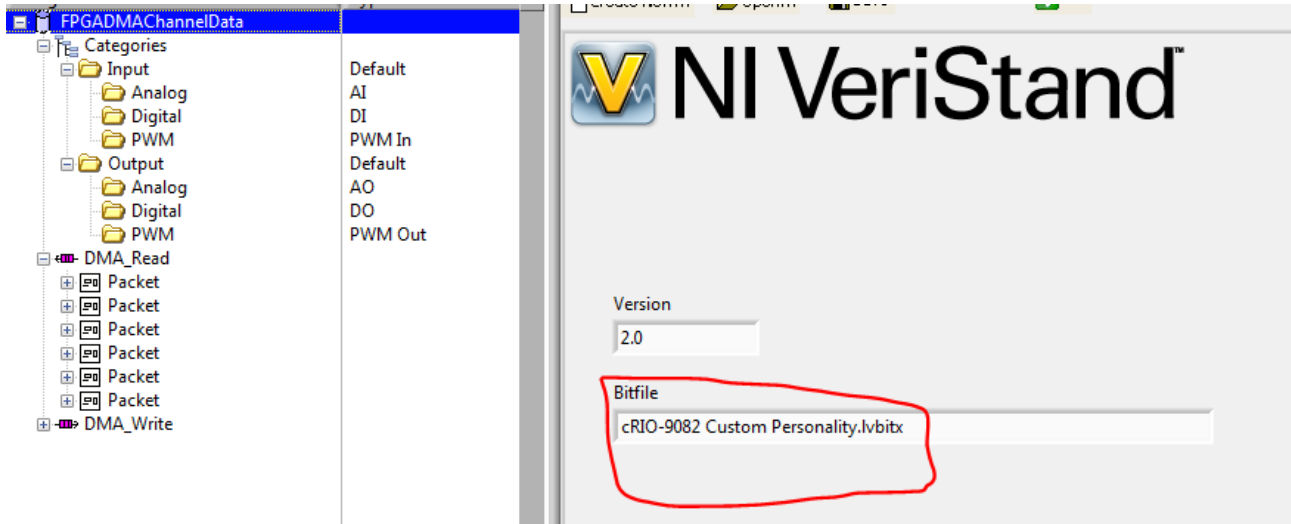 FPGADMAChannelData
Categories
Input Default
Analog AI
Digital DI
PWM PWM In
Output Default
Analog AO
Digital DO
PWM PWM Out
DMA_Read
Packet
Packet
Packet
Packet
Packet
Packet
DMA_Write
NI VeriStand™
Version
2.0
Bitfile
cRIO-9082 Custom Personality.lvbitx